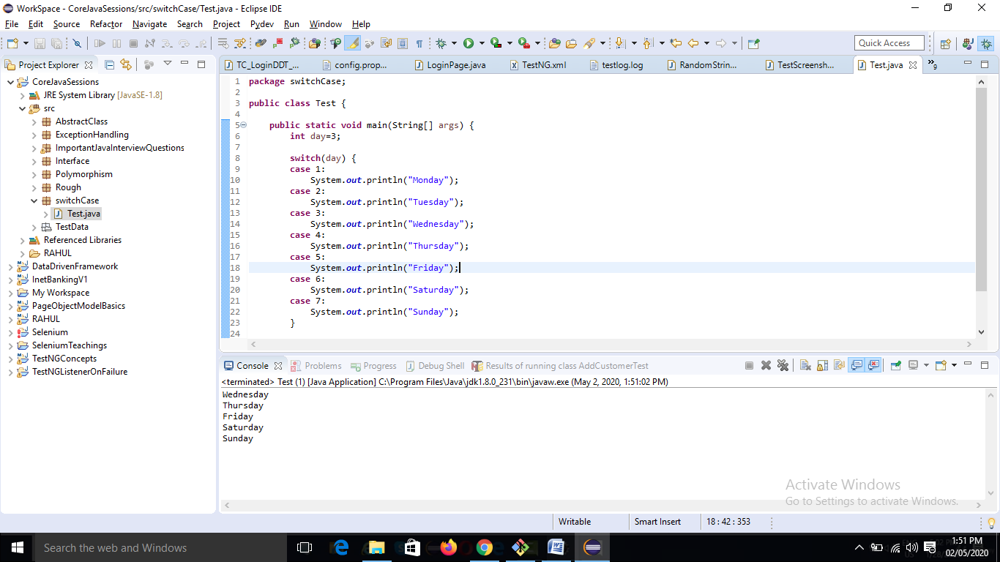 WorkSpace - CoreJavaSessions/src/switchCase/Test.java - Eclipse IDE
File Edit Source Refactor Navigate Search Project Pydev Run Window Help
Quick Access
Project Explorer
CoreJavaSessions
JRE System Library [JavaSE-1.8]
src
AbstractClass
ExceptionHandling
ImportantJavaInterviewQuestions
Interface
Polymorphism
Rough
switchCase
Test.java
TestData
Referenced Libraries
RAHUL
DataDrivenFramework
InetBankingV1
My Workspace
PageObjectModelBasics
RAHUL
Selenium
SeleniumTeachings
TestNGConcepts
TestNGListenerOnFailure
TC_LoginDDT_... config.prop... LoginPage.java TestNG.xml testlog.log RandomStrin... TestScreensh... Test.java »9
1 package switchCase;
2
3 public class Test {
4
5 public static void main(String[] args) {
6 int day=3;
7
8 switch(day) {
9 case 1:
10 System.out.println("Monday");
11 case 2:
12 System.out.println("Tuesday");
13 case 3:
14 System.out.println("Wednesday");
15 case 4:
16 System.out.println("Thursday");
17 case 5:
18 System.out.println("Friday");
19 case 6:
20 System.out.println("Saturday");
21 case 7:
22 System.out.println("Sunday");
23 }
24
Console Problems Progress Debug Shell Results of running class AddCustomerTest
<terminated> Test (1) [Java Application] C:\Program Files\Java\jdk1.8.0_231\bin\javaw.exe (May 2, 2020, 1:51:02 PM)
Wednesday
Thursday
Friday
Saturday
Sunday
Activate Windows
Go to Settings to activate Windows.
Writable Smart Insert 18 : 42 : 353
Search the web and Windows
1:51 PM
02/05/2020